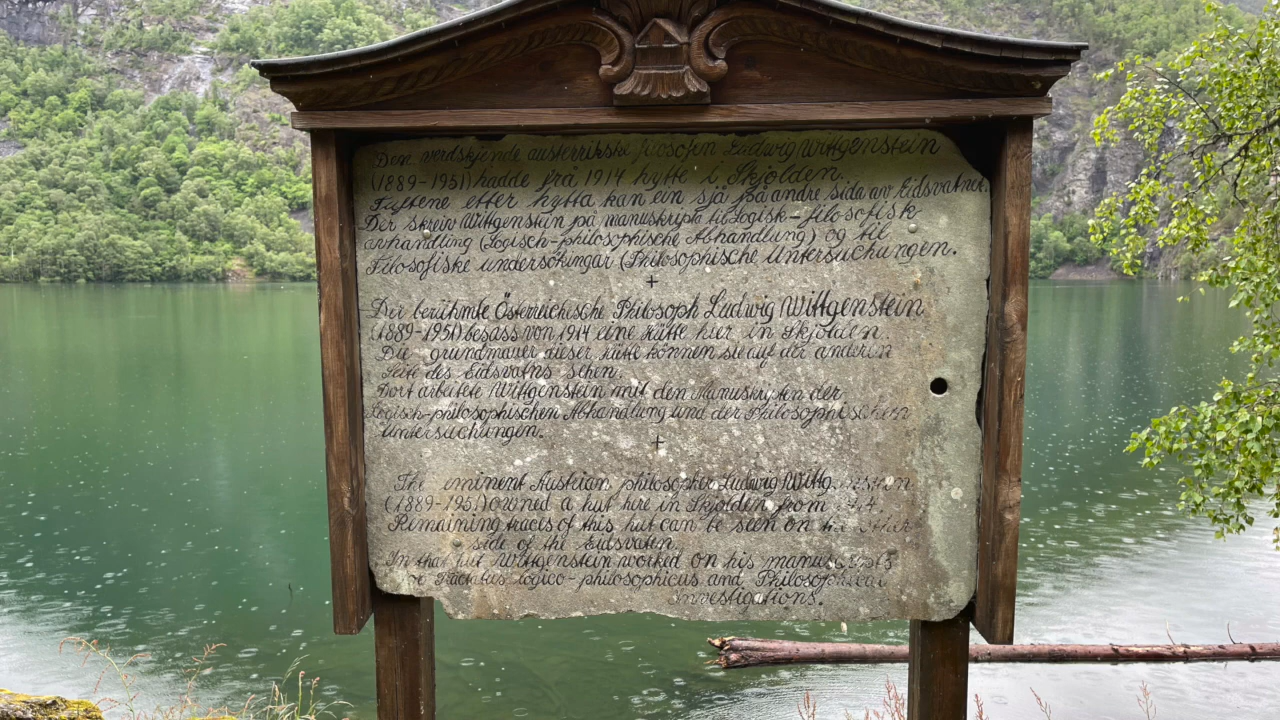 Den verdskjende austerrikske filosofen Ludwig Wittgenstein
(1889-1951) hadde frå 1914 hytte i Skjolden.
Tuftene etter hytta kan ein sjå på andre sida av Eidsvatnet.
Der skreiv Wittgenstein på manuskripta til Logisk-filosofisk
avhandling (Logisch-philosophische Abhandlung) og til
Filosofiske undersökingar (Philosophische Untersuchungen.
+
Der berühmte Österreichische Philosoph Ludwig Wittgenstein
(1889-1951) besass von 1914 eine Hütte hier in Skjolden.
Die grundmauer dieser hütte können sie auf der anderen
Seite des Eidsvatns sehen.
Dort arbeitete Wittgenstein mit den Manuskripten der
Logisch-philosophischen Abhandlung und der Philosophischen
Untersuchungen.
+
The eminent Austrian philosopher Ludwig
(1889-1951) owned a hut hire in Skjolden from
Remaining traces of this hut can be seen on the other
side of the Eidsvaten.
In that hut Wittgenstein worked on his manuscripts
Tractatus logico-philosophicus and Philosophical
Investigations.